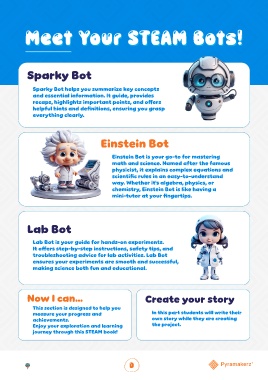 Meet Your STEAM Bots!
Sparky Bot
Sparky Bot helps you summarize key concepts
and essential information. It guide, provides
recaps, highlights important points, and offers
helpful hints and definitions, ensuring you grasp
everything clearly.
Einstein Bot
Einstein Bot is your go-to for mastering
math and science. Named after the famous
physicist, it explains complex equations and
scientific rules in an easy-to-understand
way. Whether it's algebra, physics, or
chemistry, Einstein Bot is like having a
mini-tutor at your fingertips.
Lab Bot
Lab Bot is your guide for hands-on experiments.
It offers step-by-step instructions, safety tips, and
troubleshooting advice for lab activities. Lab Bot
ensures your experiments are smooth and successful,
making science both fun and educational.
Now I can...
This section is designed to help you
measure your progress and
achievements.
Enjoy your exploration and learning
journey through this STEAM book!
Create your story
In this part students will write their
own story while they are creating
the project.
Pyramakerz